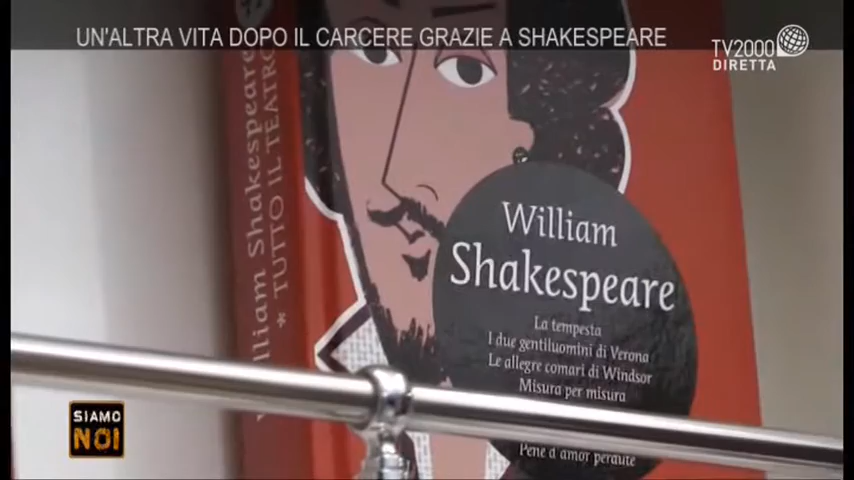 UN'ALTRA VITA DOPO IL CARCERE GRAZIE A SHAKESPEARE
TV2000
DIRETTA
William Shakespeare
* TUTTO IL TEATRO
William
Shakespeare
La tempesta
I due gentiluomini di Verona
Le allegre comari di Windsor
Misura per misura
Pene d'amor perdute
SIAMO
NOI